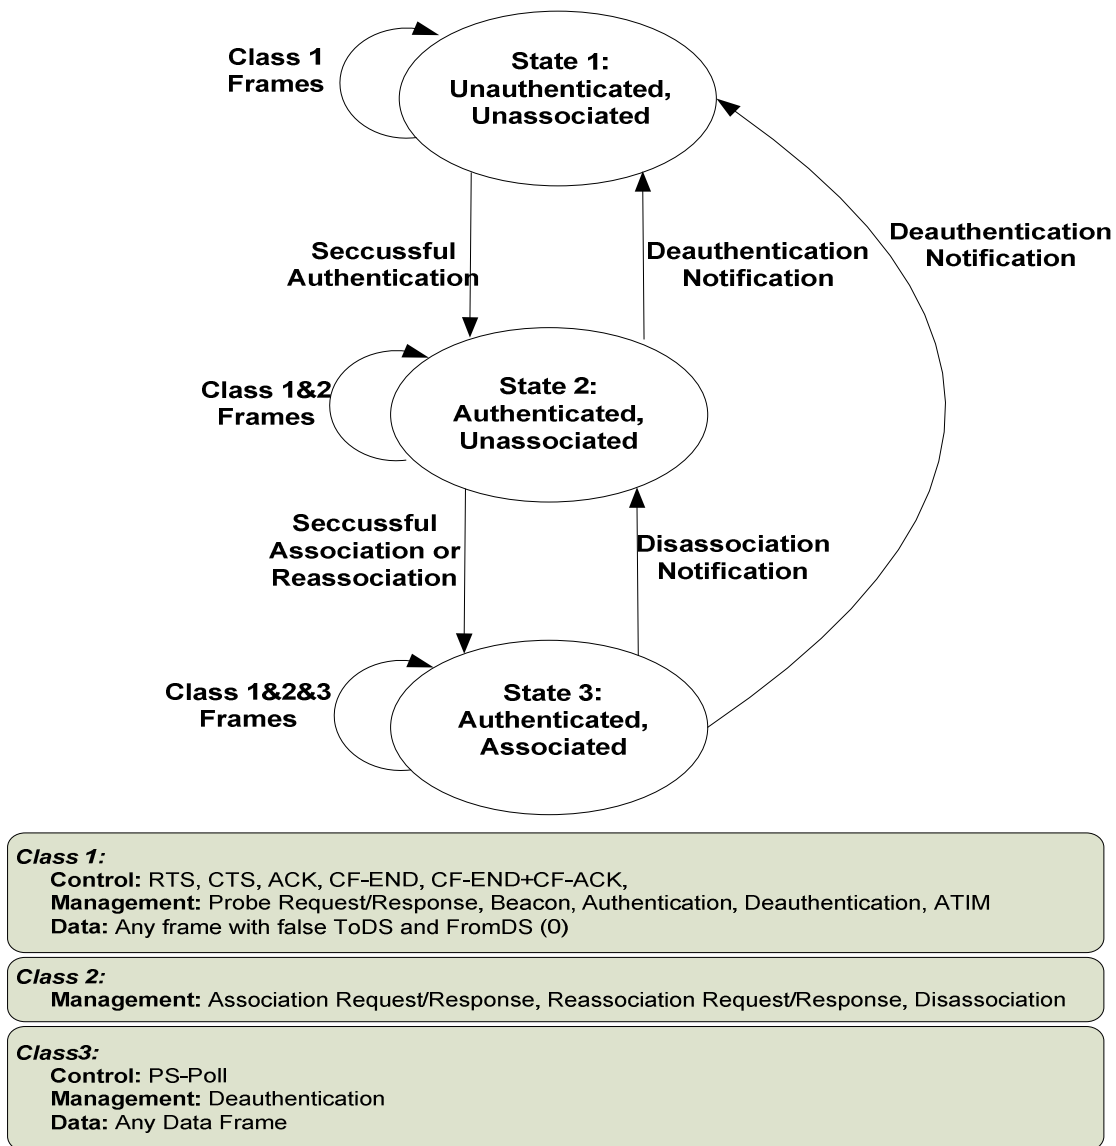 Class 1
Frames
State 1:
Unauthenticated,
Unassociated
Seccussful
Authentication
Deauthentication
Notification
Deauthentication
Notification
Class 1&2
Frames
State 2:
Authenticated,
Unassociated
Seccussful
Association or
Reassociation
Disassociation
Notification
Class 1&2&3
Frames
State 3:
Authenticated,
Associated
Class 1:
Control: RTS, CTS, ACK, CF-END, CF-END+CF-ACK,
Management: Probe Request/Response, Beacon, Authentication, Deauthentication, ATIM
Data: Any frame with false ToDS and FromDS (0)
Class 2:
Management: Association Request/Response, Reassociation Request/Response, Disassociation
Class3:
Control: PS-Poll
Management: Deauthentication
Data: Any Data Frame